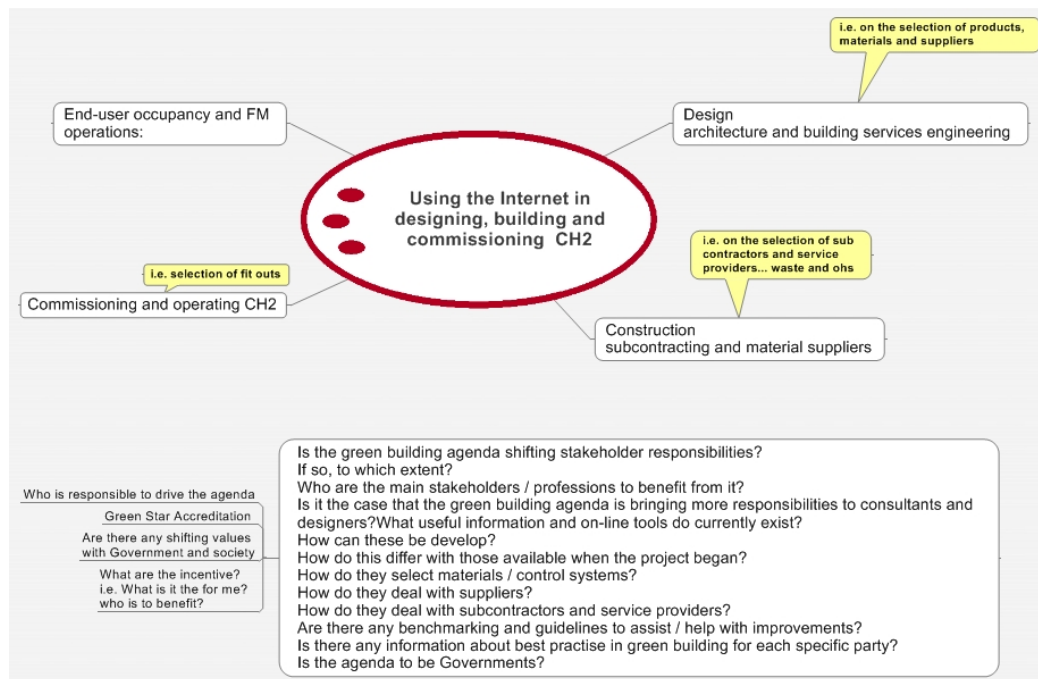 i.e. on the selection of products,
materials and suppliers
End-user occupancy and FM
operations:
Design
architecture and building services engineering
Using the Internet in
designing, building and
commissioning CH2
i.e. on the selection of sub
contractors and service
providers... waste and ohs
i.e. selection of fit outs
Commissioning and operating CH2
Construction
subcontracting and material suppliers
Is the green building agenda shifting stakeholder responsibilities?
If so, to which extent?
Who are the main stakeholders / professions to benefit from it?
Is it the case that the green building agenda is bringing more responsibilities to consultants and
designers?What useful information and on-line tools do currently exist?
How can these be develop?
How do this differ with those available when the project began?
How do they select materials / control systems?
How do they deal with suppliers?
How do they deal with subcontractors and service providers?
Are there any benchmarking and guidelines to assist / help with improvements?
Is there any information about best practise in green building for each specific party?
Is the agenda to be Governments?
Who is responsible to drive the agenda
Green Star Accreditation
Are there any shifting values
with Government and society
What are the incentive?
i.e. What is it the for me?
who is to benefit?